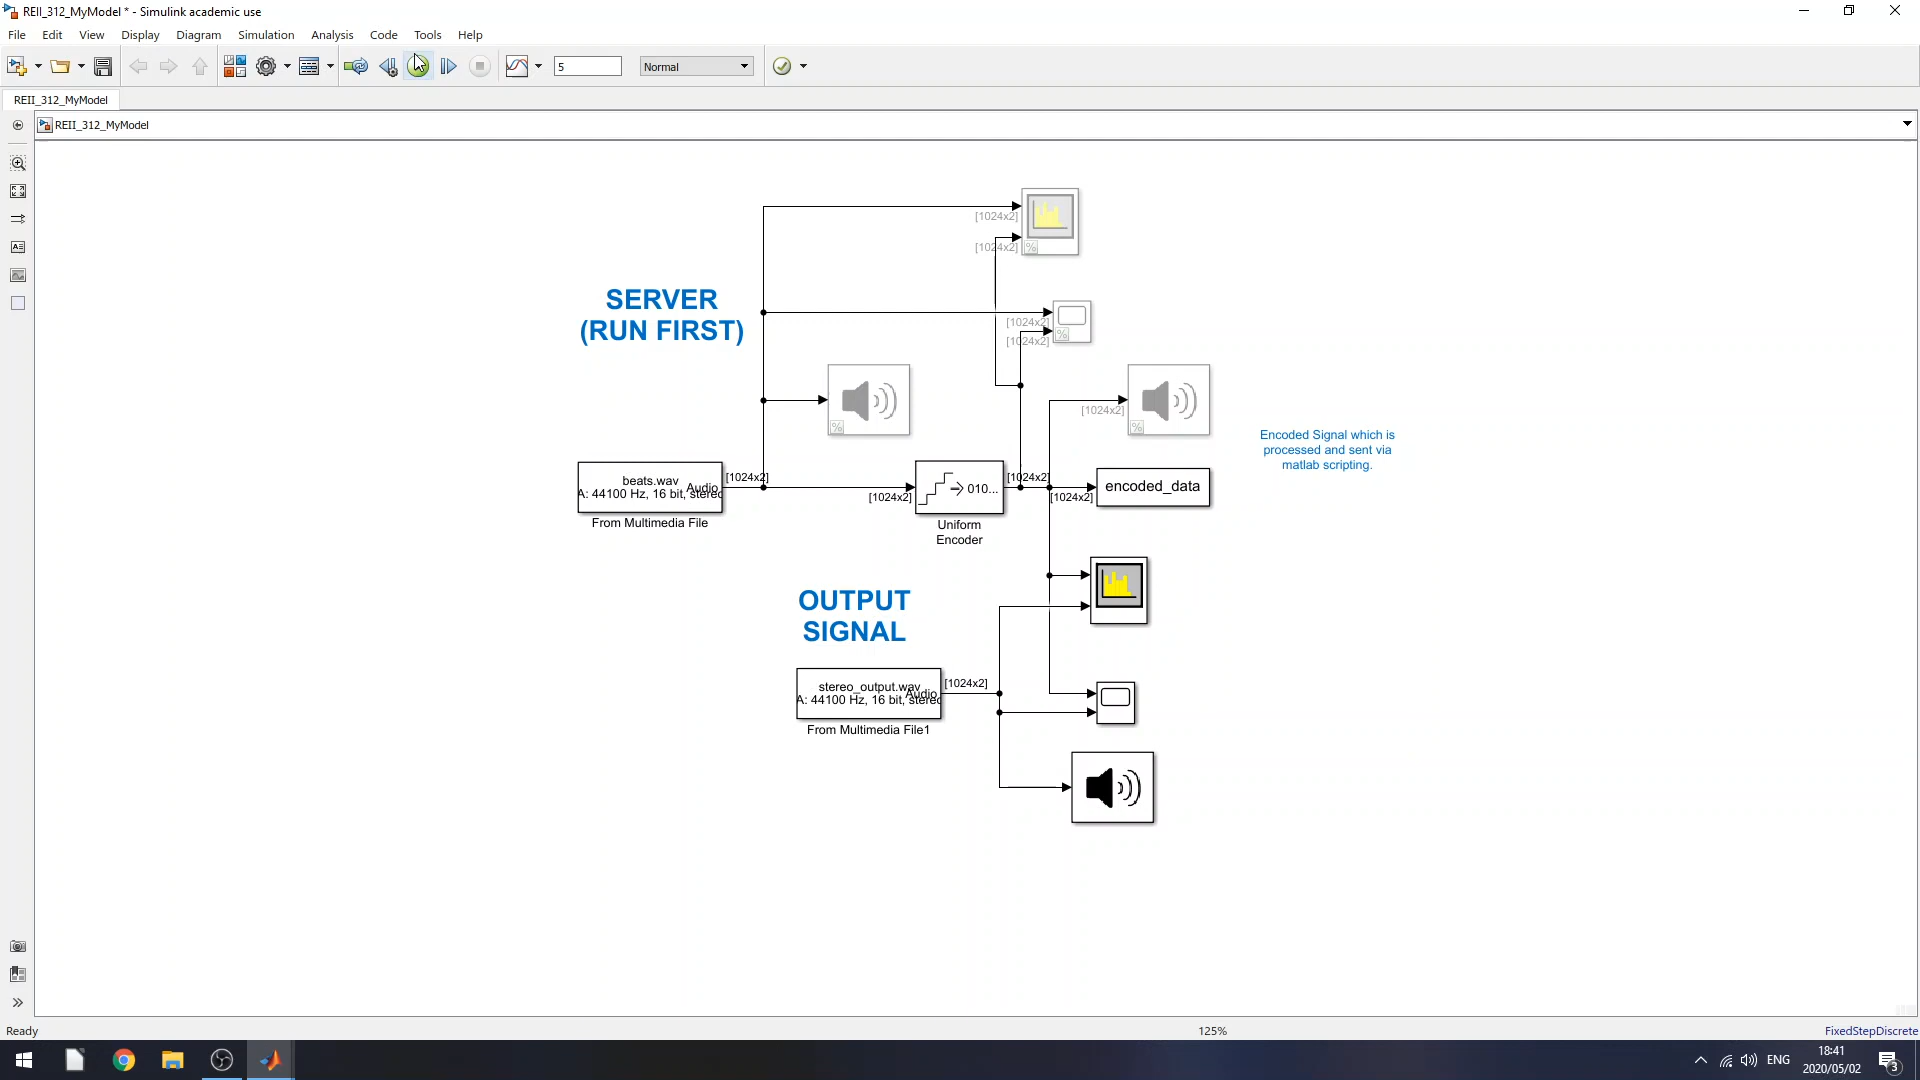 REII_312_MyModel * - Simulink academic use
File Edit View Display Diagram Simulation Analysis Code Tools Help
5 Normal
REII_312_MyModel
REII_312_MyModel
[1024x2]
[1024x2]
%
SERVER
(RUN FIRST)
[1024x2]
[1024x2]
%
[1024x2]
%
%
Encoded Signal which is
processed and sent via
matlab scripting.
beats.wav
A: 44100 Hz, 16 bit, stereo
Audio
[1024x2]
From Multimedia File
[1024x2]
010...
[1024x2]
Uniform
Encoder
[1024x2]
encoded_data
OUTPUT
SIGNAL
stereo_output.wav
A: 44100 Hz, 16 bit, stereo
Audio
[1024x2]
From Multimedia File1
Ready 125% FixedStepDiscrete
ENG
18:41
2020/05/02
3